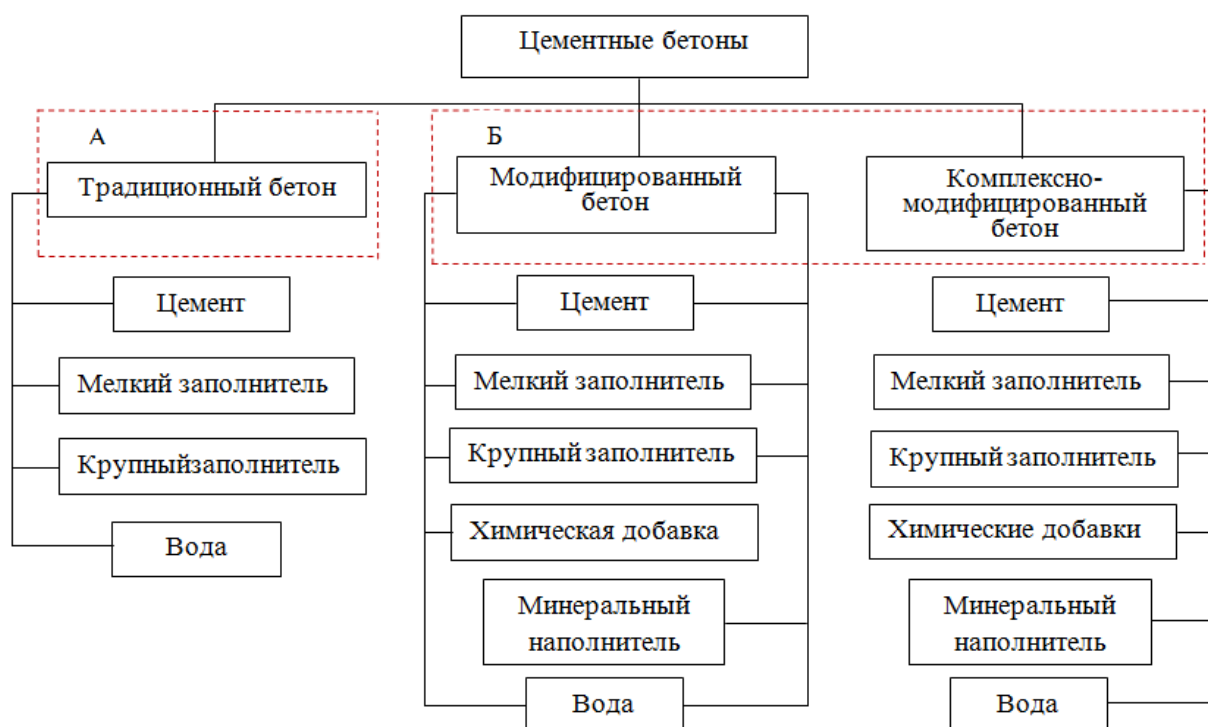 Цементные бетоны
А
Традиционный бетон
Цемент
Мелкий заполнитель
Крупныйзаполнитель
Вода
Б
Модифицированный
бетон
Цемент
Мелкий заполнитель
Крупный заполнитель
Химическая добавка
Минеральный
наполнитель
Вода
Комплексно-
модифицированный
бетон
Цемент
Мелкий заполнитель
Крупный заполнитель
Химические добавки
Минеральный
наполнитель
Вода